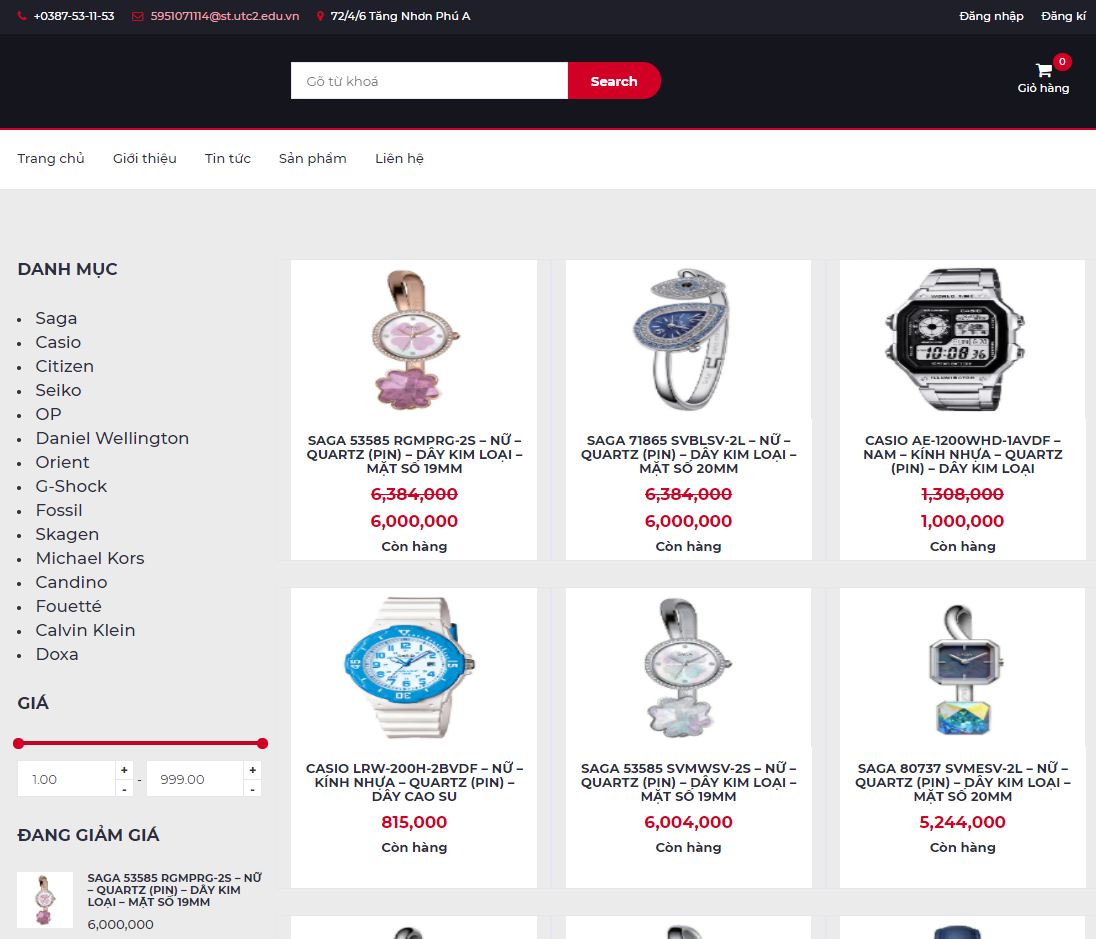 +0387-53-11-53 5951071114@st.utc2.edu.vn 72/4/6 Tăng Nhơn Phú A Đăng nhập Đăng kí
Gõ từ khoá Search
0
Giỏ hàng
Trang chủ Giới thiệu Tin tức Sản phẩm Liên hệ
DANH MỤC
Saga
Casio
Citizen
Seiko
OP
Daniel Wellington
Orient
G-Shock
Fossil
Skagen
Michael Kors
Candino
Fouetté
Calvin Klein
Doxa
GIÁ
1.00 + - - 999.00 + -
ĐANG GIẢM GIÁ
SAGA 53585 RGMPRG-2S – NỮ
– QUARTZ (PIN) – DÂY KIM
LOẠI – MẶT SỐ 19MM
6,000,000
SAGA 53585 RGMPRG-2S – NỮ –
QUARTZ (PIN) – DÂY KIM LOẠI –
MẶT SỐ 19MM
6,384,000
6,000,000
Còn hàng
SAGA 71865 SVBLSV-2L – NỮ –
QUARTZ (PIN) – DÂY KIM LOẠI –
MẶT SỐ 20MM
6,384,000
6,000,000
Còn hàng
WORLD TIME
CASIO
10:08 36
ILLUMINATOR
CASIO AE-1200WHD-1AVDF –
NAM – KÍNH NHỰA – QUARTZ
(PIN) – DÂY KIM LOẠI
1,308,000
1,000,000
Còn hàng
CASIO LRW-200H-2BVDF – NỮ –
KÍNH NHỰA – QUARTZ (PIN) –
DÂY CAO SU
815,000
Còn hàng
SAGA
SAGA 53585 SVMWSV-2S – NỮ –
QUARTZ (PIN) – DÂY KIM LOẠI –
MẶT SỐ 19MM
6,004,000
Còn hàng
SAGA 80737 SVMESV-2L – NỮ –
QUARTZ (PIN) – DÂY KIM LOẠI –
MẶT SỐ 20MM
5,244,000
Còn hàng